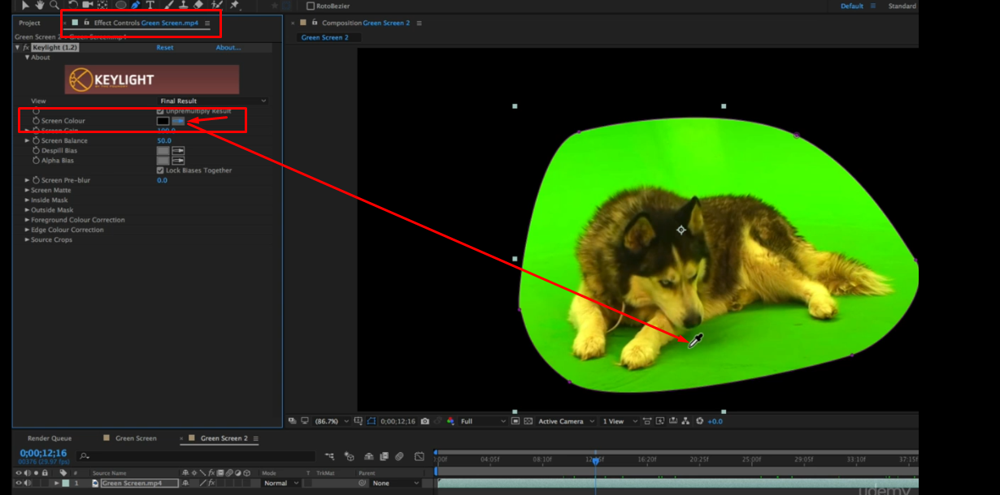 RotoBezier Default Standard
Project Effect Controls Green Screen.mp4 Composition Green Screen 2
Green Screen 2 Green Screen.mp4 Green Screen 2
fx Keylight (1.2) Reset About...
About
KEYLIGHT
View Final Result
Unpremultiply Result
Screen Colour
Screen Gain 100.0
Screen Balance 50.0
Despill Bias
Alpha Bias
Lock Biases Together
Screen Pre-blur 0.0
Screen Matte
Inside Mask
Outside Mask
Foreground Colour Correction
Edge Colour Correction
Source Crops
(86.7%) 0;00;12;16 Full Active Camera 1 View +0.0
Render Queue Green Screen Green Screen 2
0;00;12;16
00376 (29.97 fps)
:00f 04:05f 08:10f 12:15f 16:20f 20:25f 25:00f 29:05f 33:10f 37:15f
# Source Name fx Mode T TrkMat Parent
1 Green Screen.mp4 fx Normal None
udemy